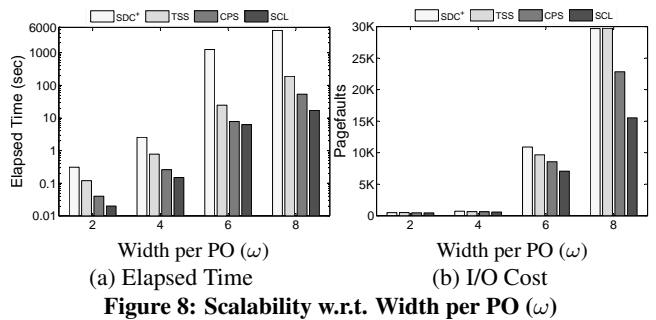 SDC+ TSS CPS SCL
6000
1000
100
10
1
0.1
0.01
Elapsed Time (sec)
2 4 6 8
Width per PO (ω)
(a) Elapsed Time
SDC+ TSS CPS SCL
30K
25K
20K
15K
10K
5K
0
Pagefaults
2 4 6 8
Width per PO (ω)
(b) I/O Cost
Figure 8: Scalability w.r.t. Width per PO (ω)